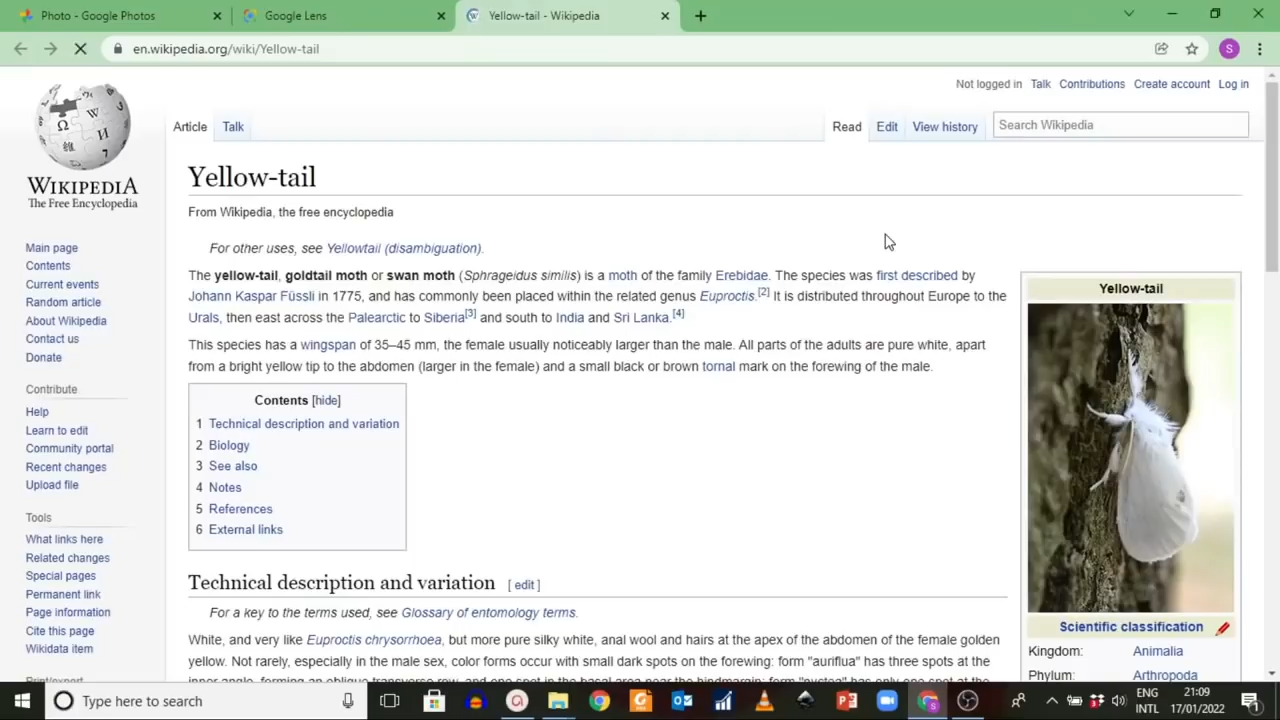 Photo - Google Photos
Google Lens
Yellow-tail - Wikipedia
en.wikipedia.org/wiki/Yellow-tail
S
Not logged in Talk Contributions Create account Log in
Article Talk
Read Edit View history
Search Wikipedia
WIKIPEDIA
The Free Encyclopedia
Main page
Contents
Current events
Random article
About Wikipedia
Contact us
Donate
Contribute
Help
Learn to edit
Community portal
Recent changes
Upload file
Tools
What links here
Related changes
Special pages
Permanent link
Page information
Cite this page
Wikidata item
Print/export
Yellow-tail
From Wikipedia, the free encyclopedia
For other uses, see Yellowtail (disambiguation).
The yellow-tail, goldtail moth or swan moth (Sphrageidus similis) is a moth of the family Erebidae. The species was first described by
Johann Kaspar Füssli in 1775, and has commonly been placed within the related genus Euproctis.[2] It is distributed throughout Europe to the
Urals, then east across the Palearctic to Siberia[3] and south to India and Sri Lanka.[4]
This species has a wingspan of 35–45 mm, the female usually noticeably larger than the male. All parts of the adults are pure white, apart
from a bright yellow tip to the abdomen (larger in the female) and a small black or brown tornal mark on the forewing of the male.
Contents [hide]
1 Technical description and variation
2 Biology
3 See also
4 Notes
5 References
6 External links
Technical description and variation [ edit ]
For a key to the terms used, see Glossary of entomology terms.
White, and very like Euproctis chrysorrhoea, but more pure silky white, anal wool and hairs at the apex of the abdomen of the female golden
yellow. Not rarely, especially in the male sex, color forms occur with small dark spots on the forewing: form "auriflua" has three spots at the
Yellow-tail
Scientific classification
Kingdom: Animalia
Phylum: Arthropoda
Type here to search
ENG
INTL
21:09
17/01/2022